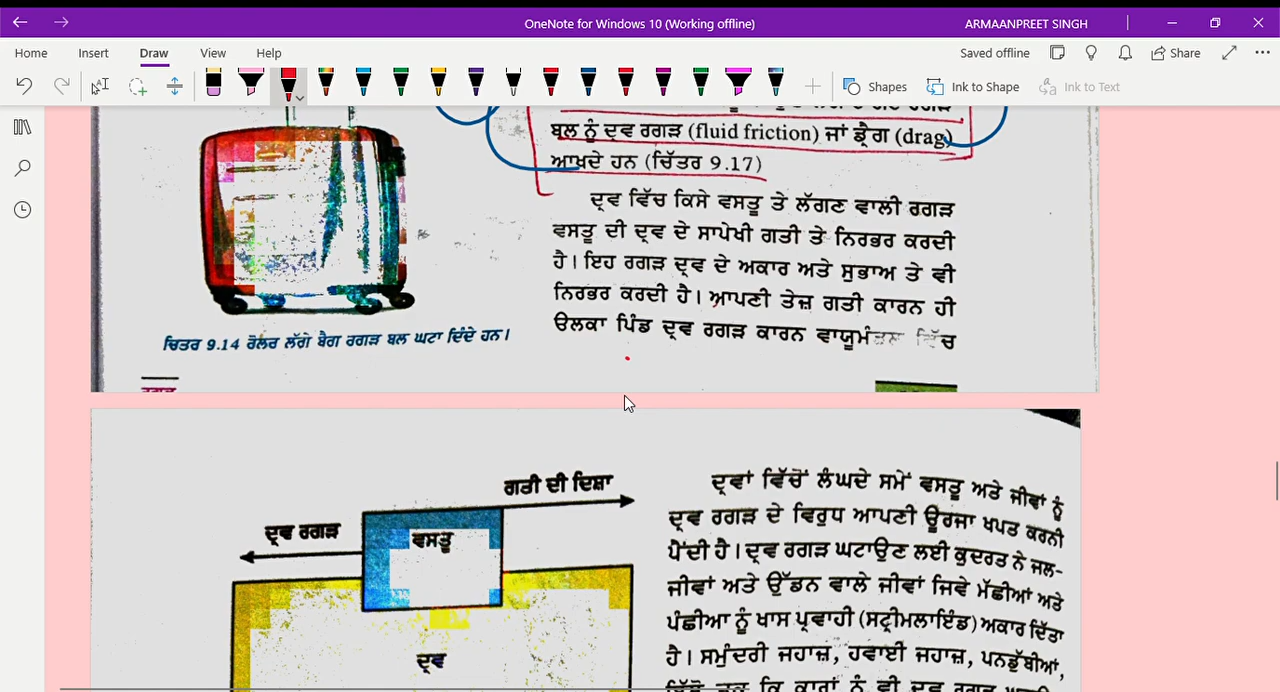 OneNote for Windows 10 (Working offline)
ARMAANPREET SINGH
Home Insert Draw View Help
Saved offline Share
Shapes Ink to Shape Ink to Text
ਬਲ ਨੂੰ ਦ੍ਰਵ ਰਗੜ (fluid friction) ਜਾਂ ਡ੍ਰੈਗ (drag)
ਆਖਦੇ ਹਨ (ਚਿੱਤਰ 9.17)
ਦ੍ਰਵ ਵਿੱਚ ਕਿਸੇ ਵਸਤੂ ਤੇ ਲੱਗਣ ਵਾਲੀ ਰਗੜ
ਵਸਤੂ ਦੀ ਦ੍ਰਵ ਦੇ ਸਾਪੇਖੀ ਗਤੀ ਤੇ ਨਿਰਭਰ ਕਰਦੀ
ਹੈ। ਇਹ ਰਗੜ ਦ੍ਰਵ ਦੇ ਅਕਾਰ ਅਤੇ ਸੁਭਾਅ ਤੇ ਵੀ
ਨਿਰਭਰ ਕਰਦੀ ਹੈ। ਆਪਣੀ ਤੇਜ਼ ਗਤੀ ਕਾਰਨ ਹੀ
ਉਲਕਾ ਪਿੰਡ ਦ੍ਰਵ ਰਗੜ ਕਾਰਨ ਵਾਯੂਮੰਡਲ ਵਿੱਚ
ਚਿਤਰ 9.14 ਰੋਲਰ ਲੱਗੇ ਬੈਗ ਰਗੜ ਬਲ ਘਟਾ ਦਿੰਦੇ ਹਨ।
ਗਤੀ ਦੀ ਦਿਸ਼ਾ
ਦ੍ਰਵ ਰਗੜ
ਵਸਤੂ
ਦ੍ਰਵ
ਦ੍ਰਵਾਂ ਵਿੱਚੋਂ ਲੰਘਦੇ ਸਮੇਂ ਵਸਤੂ ਅਤੇ ਜੀਵਾਂ ਨੂੰ
ਦ੍ਰਵ ਰਗੜ ਦੇ ਵਿਰੁਧ ਆਪਣੀ ਊਰਜਾ ਖਪਤ ਕਰਨੀ
ਪੈਂਦੀ ਹੈ। ਦ੍ਰਵ ਰਗੜ ਘਟਾਉਣ ਲਈ ਕੁਦਰਤ ਨੇ ਜਲ-
ਜੀਵਾਂ ਅਤੇ ਉੱਡਨ ਵਾਲੇ ਜੀਵਾਂ ਜਿਵੇ ਮੱਛੀਆਂ ਅਤੇ
ਪੰਛੀਆ ਨੂੰ ਖਾਸ ਪ੍ਰਵਾਹੀ (ਸਟ੍ਰੀਮਲਾਇੰਡ) ਅਕਾਰ ਦਿੱਤਾ
ਹੈ। ਸਮੁੰਦਰੀ ਜਹਾਜ਼, ਹਵਾਈ ਜਹਾਜ਼, ਪਨਡੁੱਬੀਆਂ,